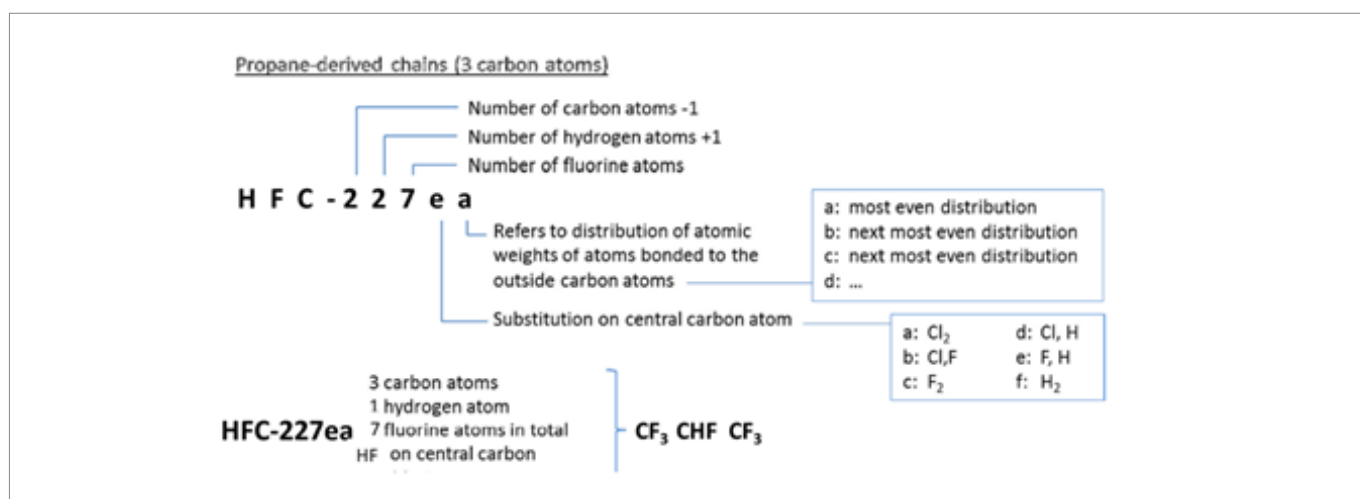 Propane-derived chains (3 carbon atoms)
Number of carbon atoms -1
Number of hydrogen atoms +1
Number of fluorine atoms
H F C - 2 2 7 e a
Refers to distribution of atomic
weights of atoms bonded to the
outside carbon atoms
a: most even distribution
b: next most even distribution
c: next most even distribution
d: ...
Substitution on central carbon atom
a: Cl₂ d: Cl, H
b: Cl,F e: F, H
c: F₂ f: H₂
3 carbon atoms
1 hydrogen atom
HFC-227ea 7 fluorine atoms in total
HF on central carbon
CF₃ CHF CF₃